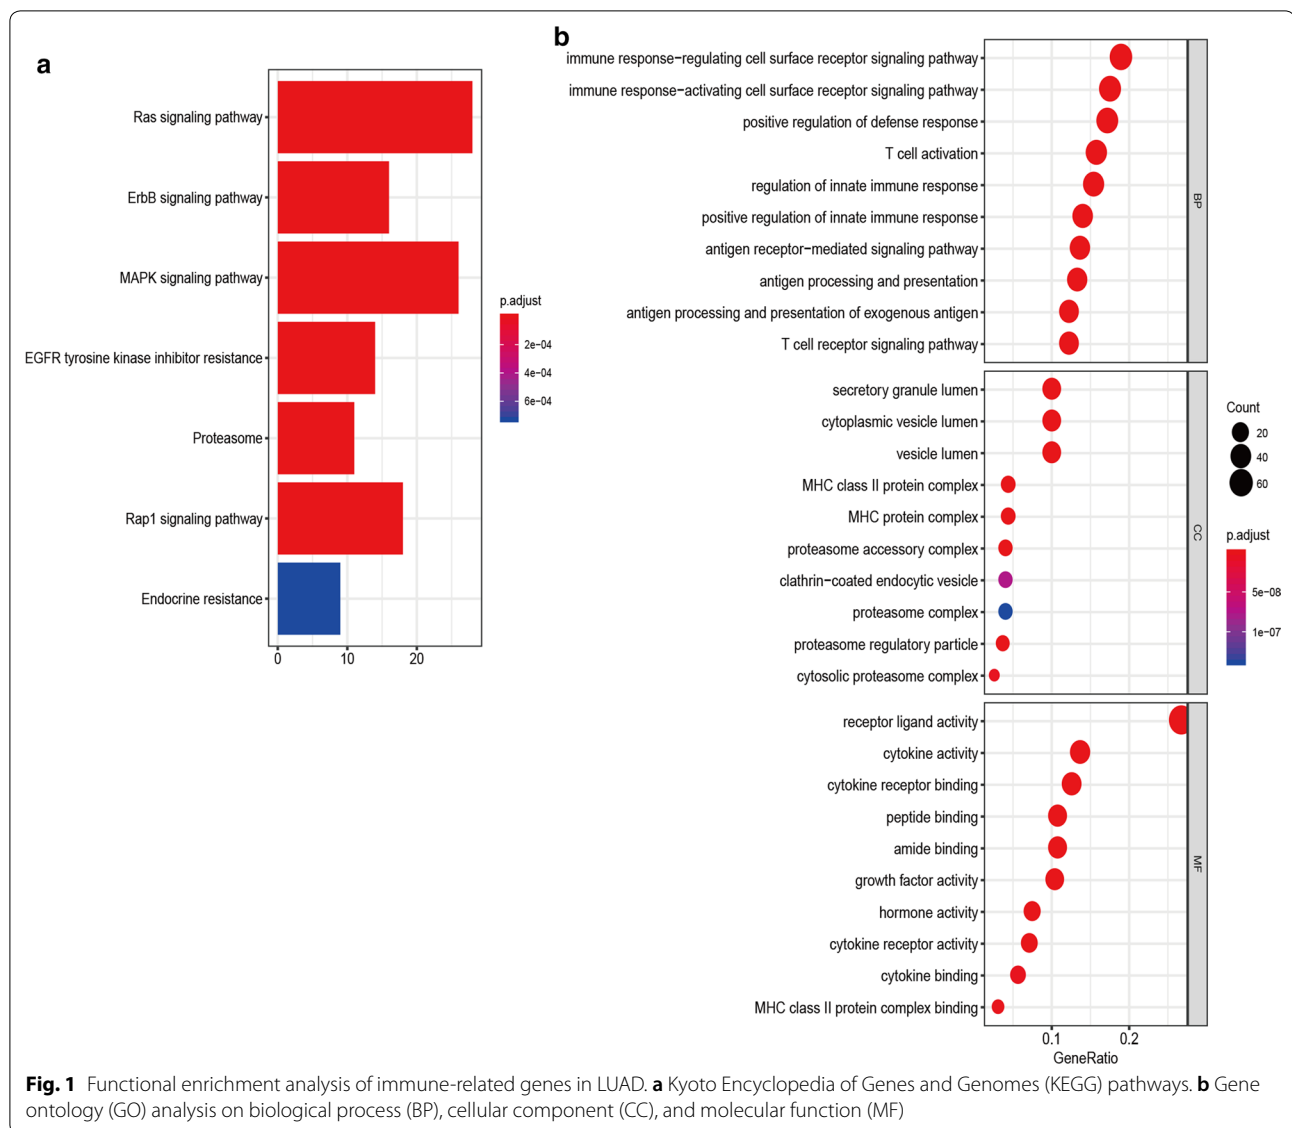 a
Ras signaling pathway
ErbB signaling pathway
MAPK signaling pathway
EGFR tyrosine kinase inhibitor resistance
Proteasome
Rap1 signaling pathway
Endocrine resistance
0 10 20
p.adjust
2e−04
4e−04
6e−04
b
immune response−regulating cell surface receptor signaling pathway
immune response−activating cell surface receptor signaling pathway
positive regulation of defense response
T cell activation
regulation of innate immune response
positive regulation of innate immune response
antigen receptor−mediated signaling pathway
antigen processing and presentation
antigen processing and presentation of exogenous antigen
T cell receptor signaling pathway
BP
secretory granule lumen
cytoplasmic vesicle lumen
vesicle lumen
MHC class II protein complex
MHC protein complex
proteasome accessory complex
clathrin−coated endocytic vesicle
proteasome complex
proteasome regulatory particle
cytosolic proteasome complex
CC
receptor ligand activity
cytokine activity
cytokine receptor binding
peptide binding
amide binding
growth factor activity
hormone activity
cytokine receptor activity
cytokine binding
MHC class II protein complex binding
MF
0.1 0.2
GeneRatio
Count
20
40
60
p.adjust
5e−08
1e−07
Fig. 1 Functional enrichment analysis of immune-related genes in LUAD. a Kyoto Encyclopedia of Genes and Genomes (KEGG) pathways. b Gene
ontology (GO) analysis on biological process (BP), cellular component (CC), and molecular function (MF)